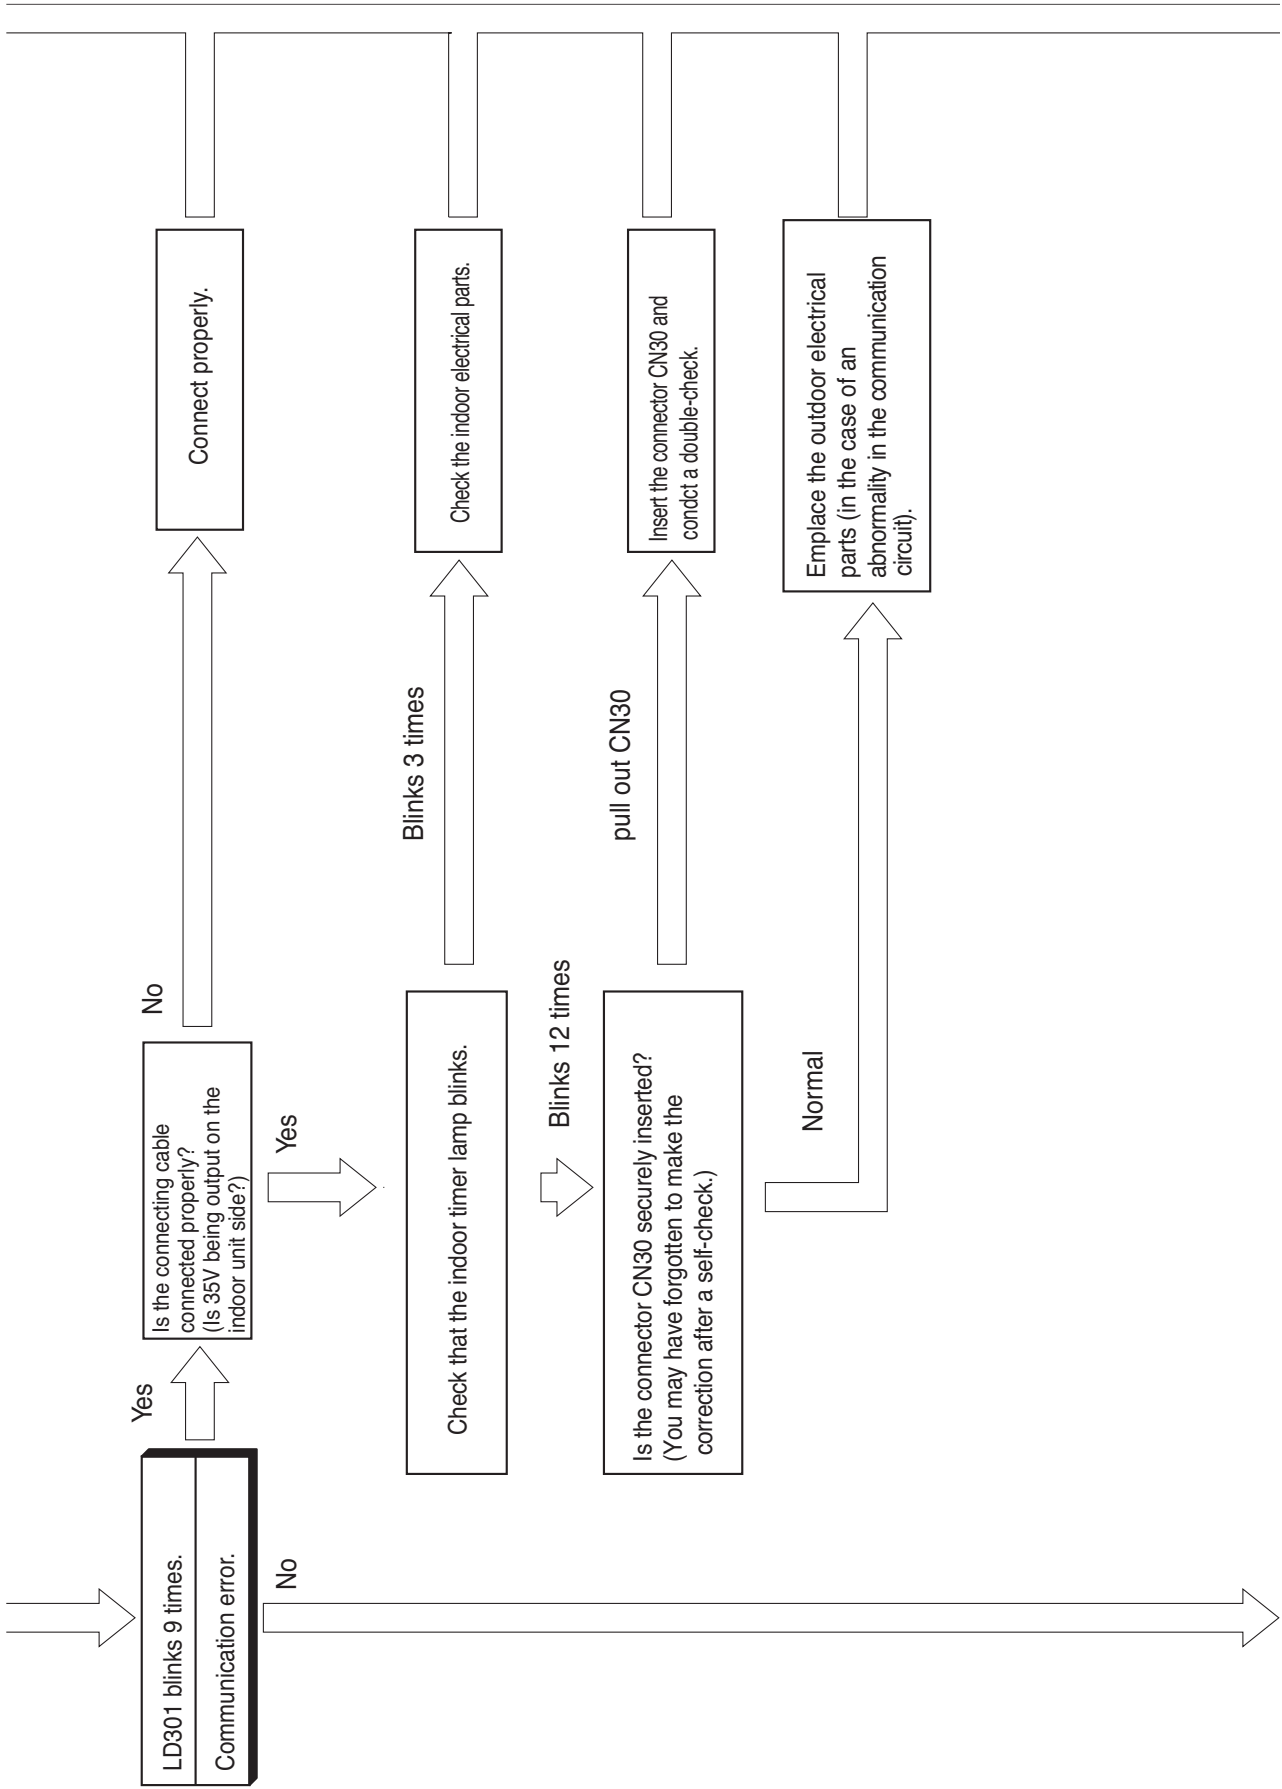 LD301 blinks 9 times.
Communication error.
Yes
No
Is the connecting cable
connected properly?
(Is 35V being output on the
indoor unit side?)
No
Connect properly.
Yes
Check that the indoor timer lamp blinks.
Blinks 3 times
Check the indoor electrical parts.
Blinks 12 times
Is the connector CN30 securely inserted?
(You may have forgotten to make the
correction after a self-check.)
pull out CN30
Insert the connector CN30 and
condct a double-check.
Normal
Emplace the outdoor electrical
parts (in the case of an
abnormality in the communication
circuit).